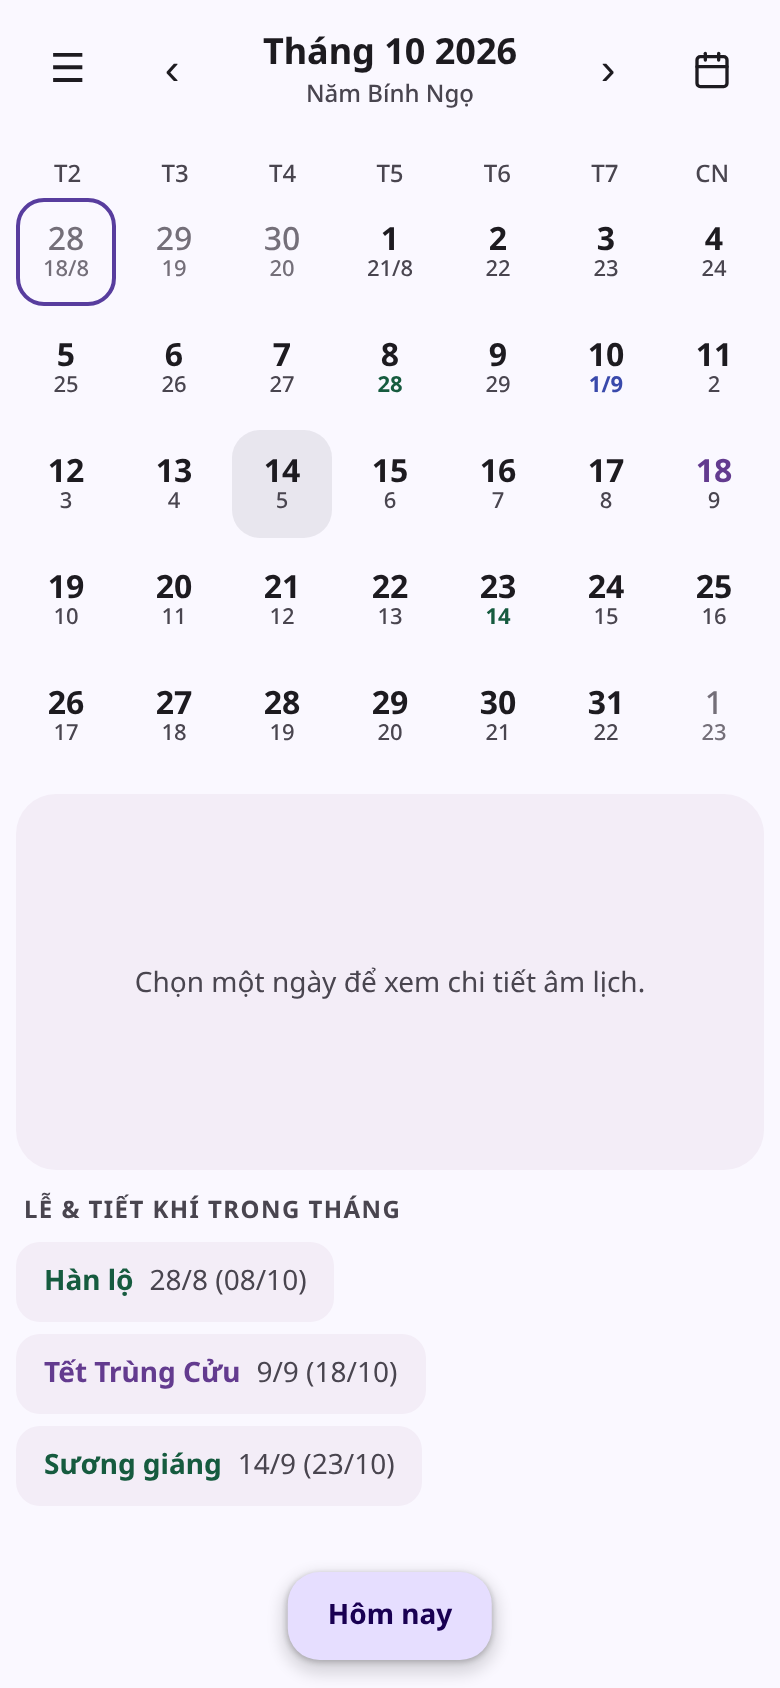 ☰ ‹ Tháng 10 2026 ›
Năm Bính Ngọ
T2 T3 T4 T5 T6 T7 CN
28 29 30 1 2 3 4
18/8 19 20 21/8 22 23 24
5 6 7 8 9 10 11
25 26 27 28 29 1/9 2
12 13 14 15 16 17 18
3 4 5 6 7 8 9
19 20 21 22 23 24 25
10 11 12 13 14 15 16
26 27 28 29 30 31 1
17 18 19 20 21 22 23
Chọn một ngày để xem chi tiết âm lịch.
LỄ & TIẾT KHÍ TRONG THÁNG
Hàn lộ 28/8 (08/10)
Tết Trùng Cửu 9/9 (18/10)
Sương giáng 14/9 (23/10)
Hôm nay